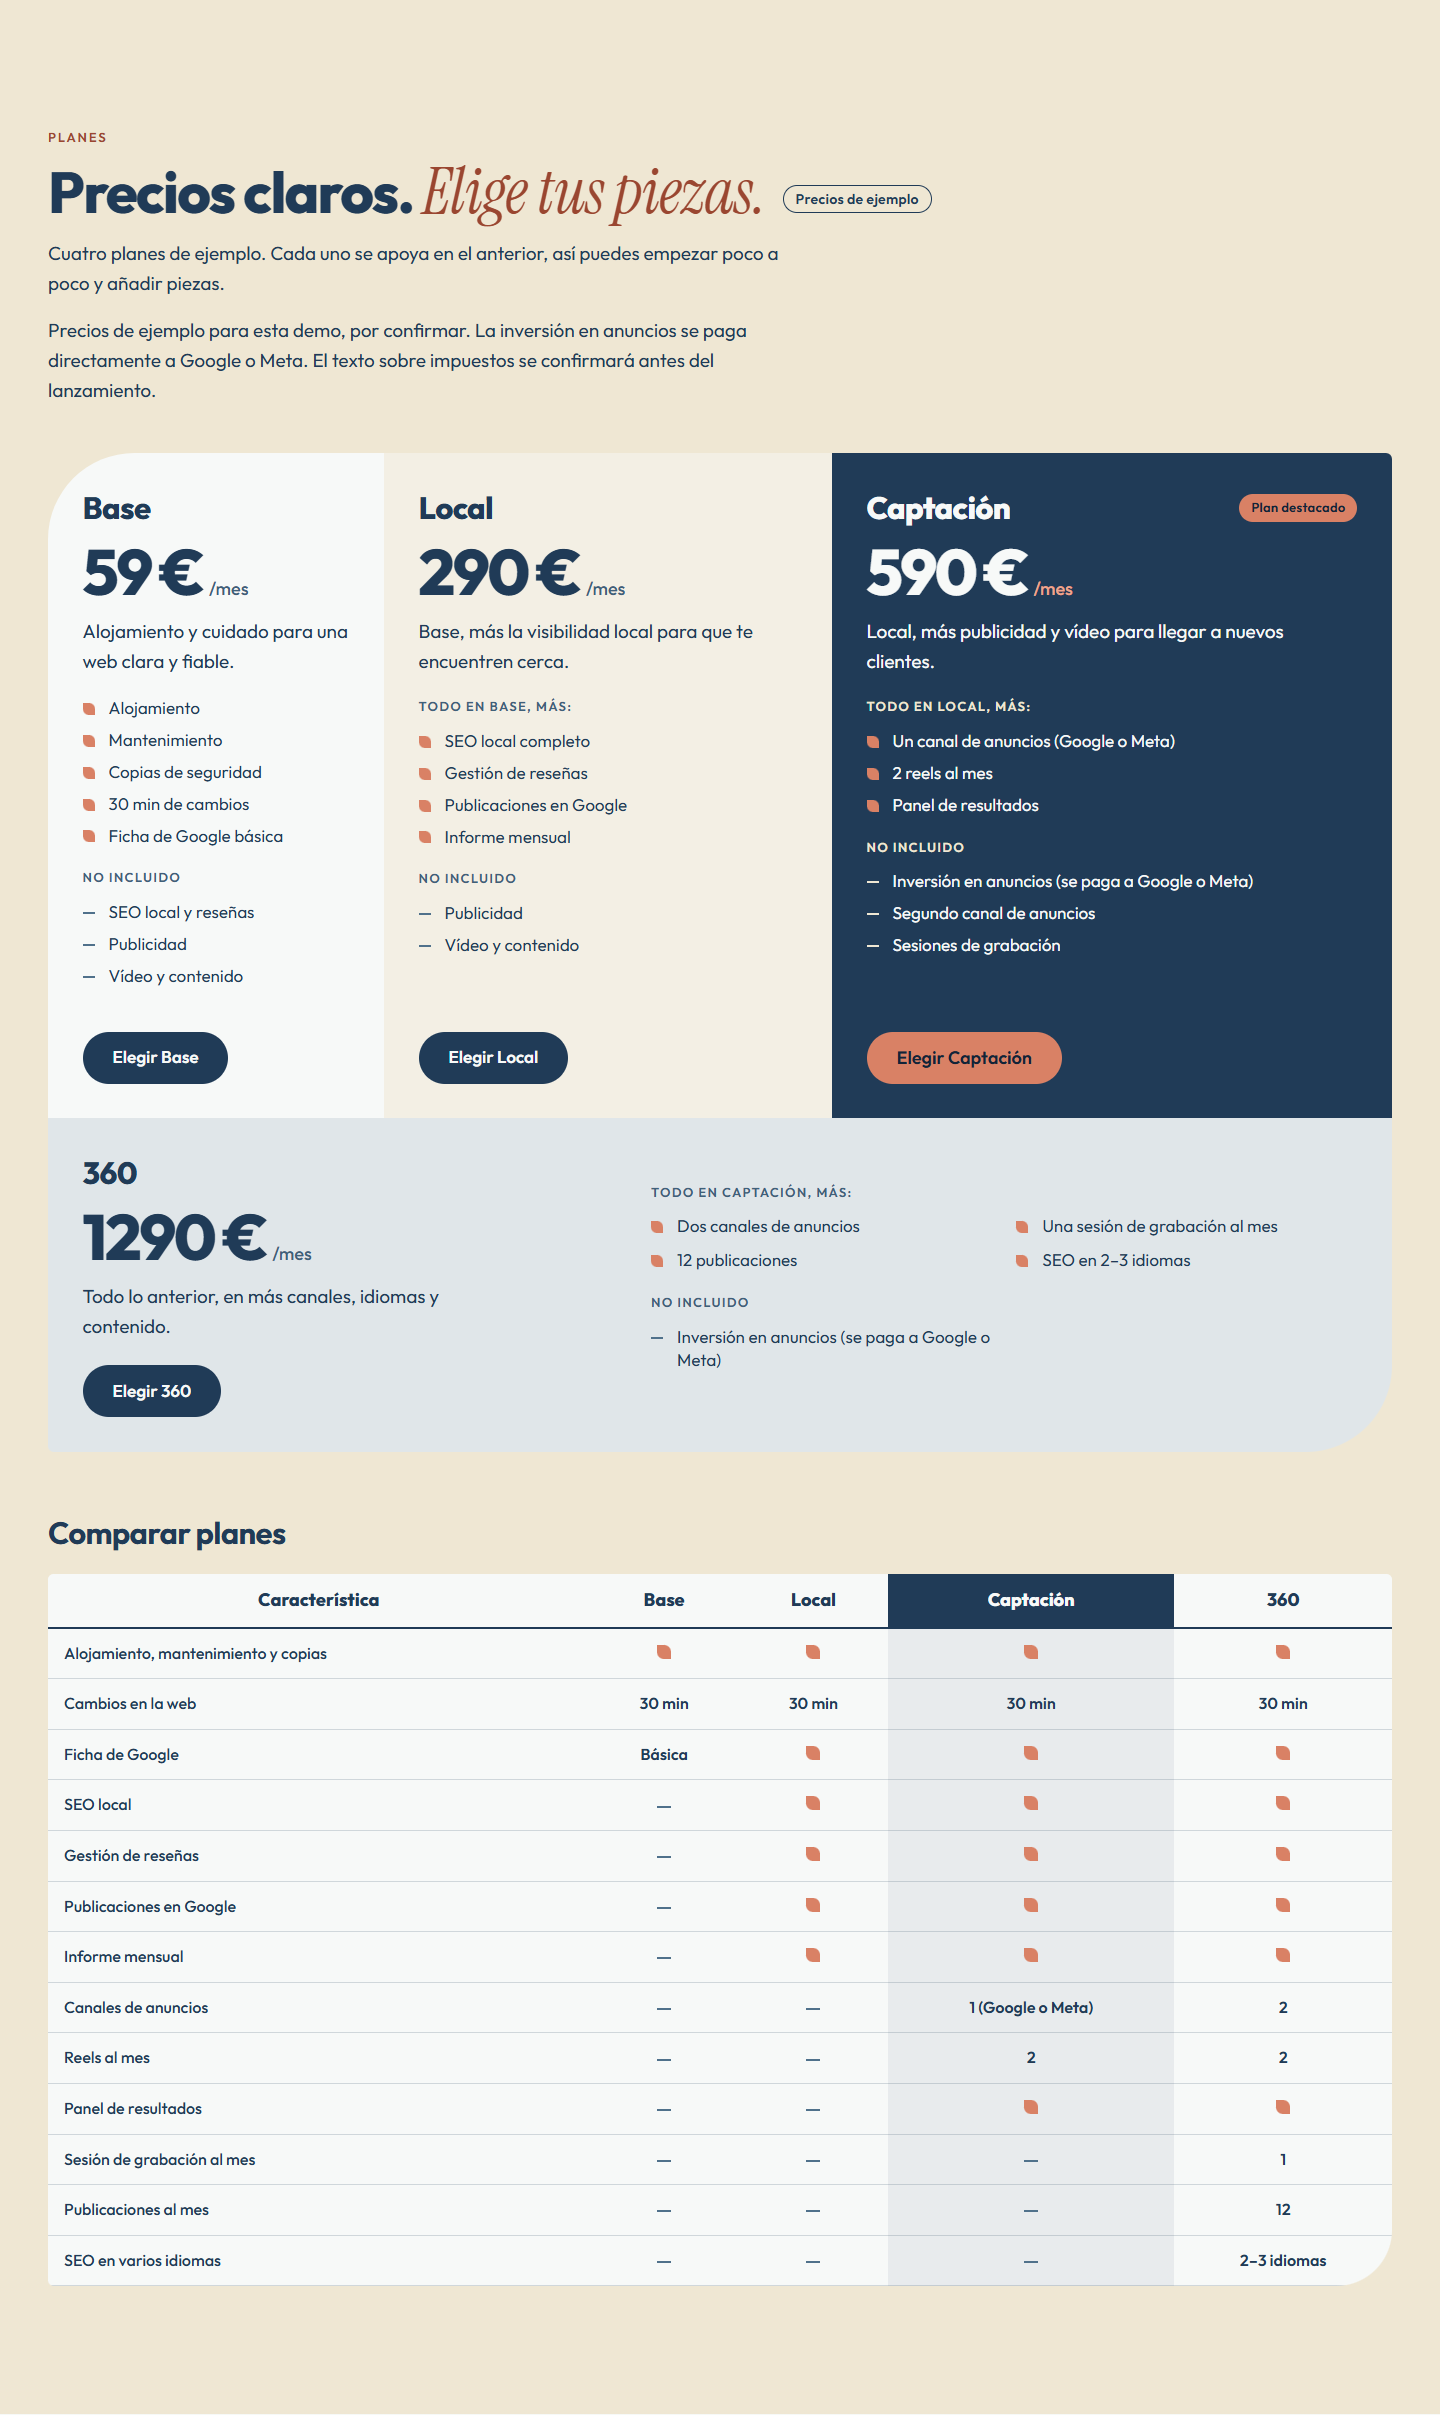 PLANES
Precios claros. Elige tus piezas. Precios de ejemplo
Cuatro planes de ejemplo. Cada uno se apoya en el anterior, así puedes empezar poco a
poco y añadir piezas.
Precios de ejemplo para esta demo, por confirmar. La inversión en anuncios se paga
directamente a Google o Meta. El texto sobre impuestos se confirmará antes del
lanzamiento.
Base
59 € /mes
Alojamiento y cuidado para una
web clara y fiable.
Alojamiento
Mantenimiento
Copias de seguridad
30 min de cambios
Ficha de Google básica
NO INCLUIDO
— SEO local y reseñas
— Publicidad
— Vídeo y contenido
Elegir Base
Local
290 € /mes
Base, más la visibilidad local para que te
encuentren cerca.
TODO EN BASE, MÁS:
SEO local completo
Gestión de reseñas
Publicaciones en Google
Informe mensual
NO INCLUIDO
— Publicidad
— Vídeo y contenido
Elegir Local
Captación
Plan destacado
590 € /mes
Local, más publicidad y vídeo para llegar a nuevos
clientes.
TODO EN LOCAL, MÁS:
Un canal de anuncios (Google o Meta)
2 reels al mes
Panel de resultados
NO INCLUIDO
— Inversión en anuncios (se paga a Google o Meta)
— Segundo canal de anuncios
— Sesiones de grabación
Elegir Captación
360
1290 € /mes
Todo lo anterior, en más canales, idiomas y
contenido.
Elegir 360
TODO EN CAPTACIÓN, MÁS:
Dos canales de anuncios
Una sesión de grabación al mes
12 publicaciones
SEO en 2–3 idiomas
NO INCLUIDO
— Inversión en anuncios (se paga a Google o
Meta)
Comparar planes
Característica Base Local Captación 360
Alojamiento, mantenimiento y copias
Cambios en la web 30 min 30 min 30 min 30 min
Ficha de Google Básica
SEO local —
Gestión de reseñas —
Publicaciones en Google —
Informe mensual —
Canales de anuncios — — 1 (Google o Meta) 2
Reels al mes — — 2 2
Panel de resultados — —
Sesión de grabación al mes — — — 1
Publicaciones al mes — — — 12
SEO en varios idiomas — — — 2–3 idiomas